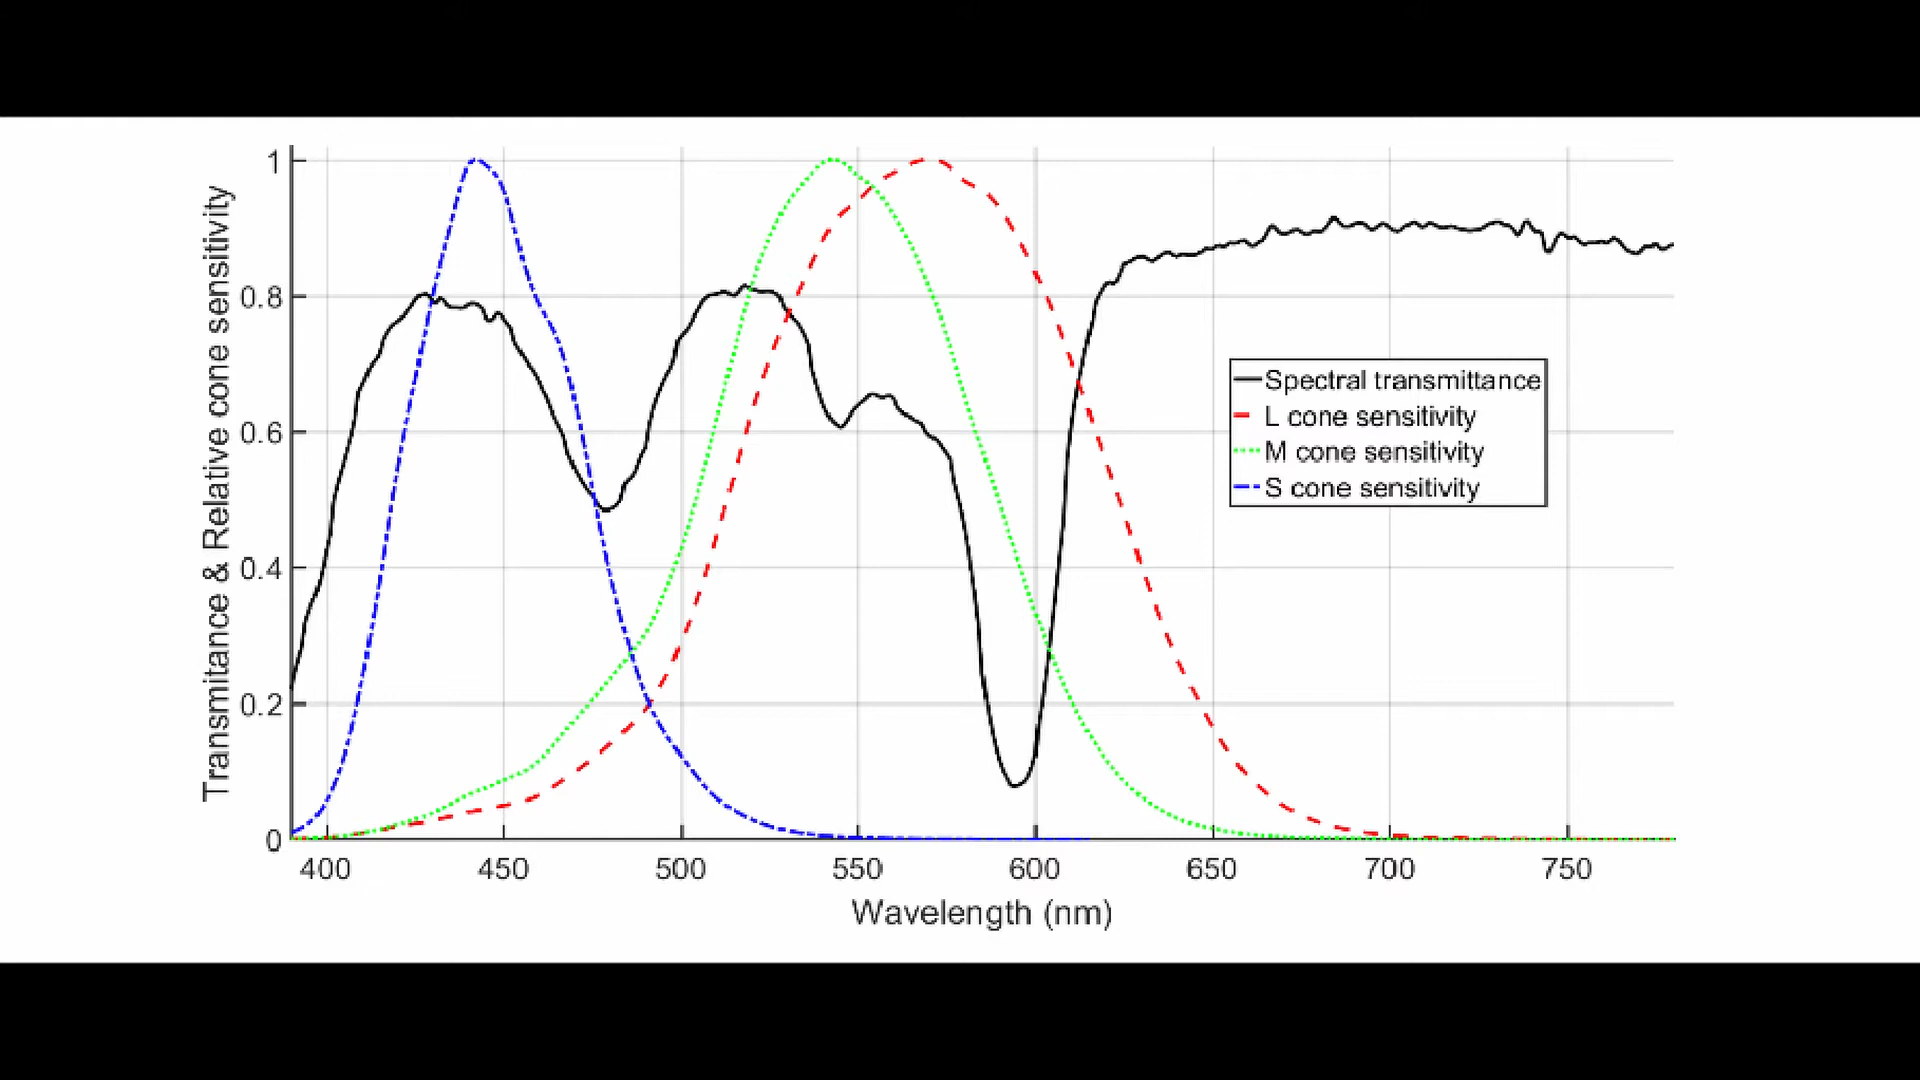 Transmitance & Relative cone sensitivity
1
0.8
0.6
0.4
0.2
0
Spectral transmittance
L cone sensitivity
M cone sensitivity
S cone sensitivity
400 450 500 550 600 650 700 750
Wavelength (nm)